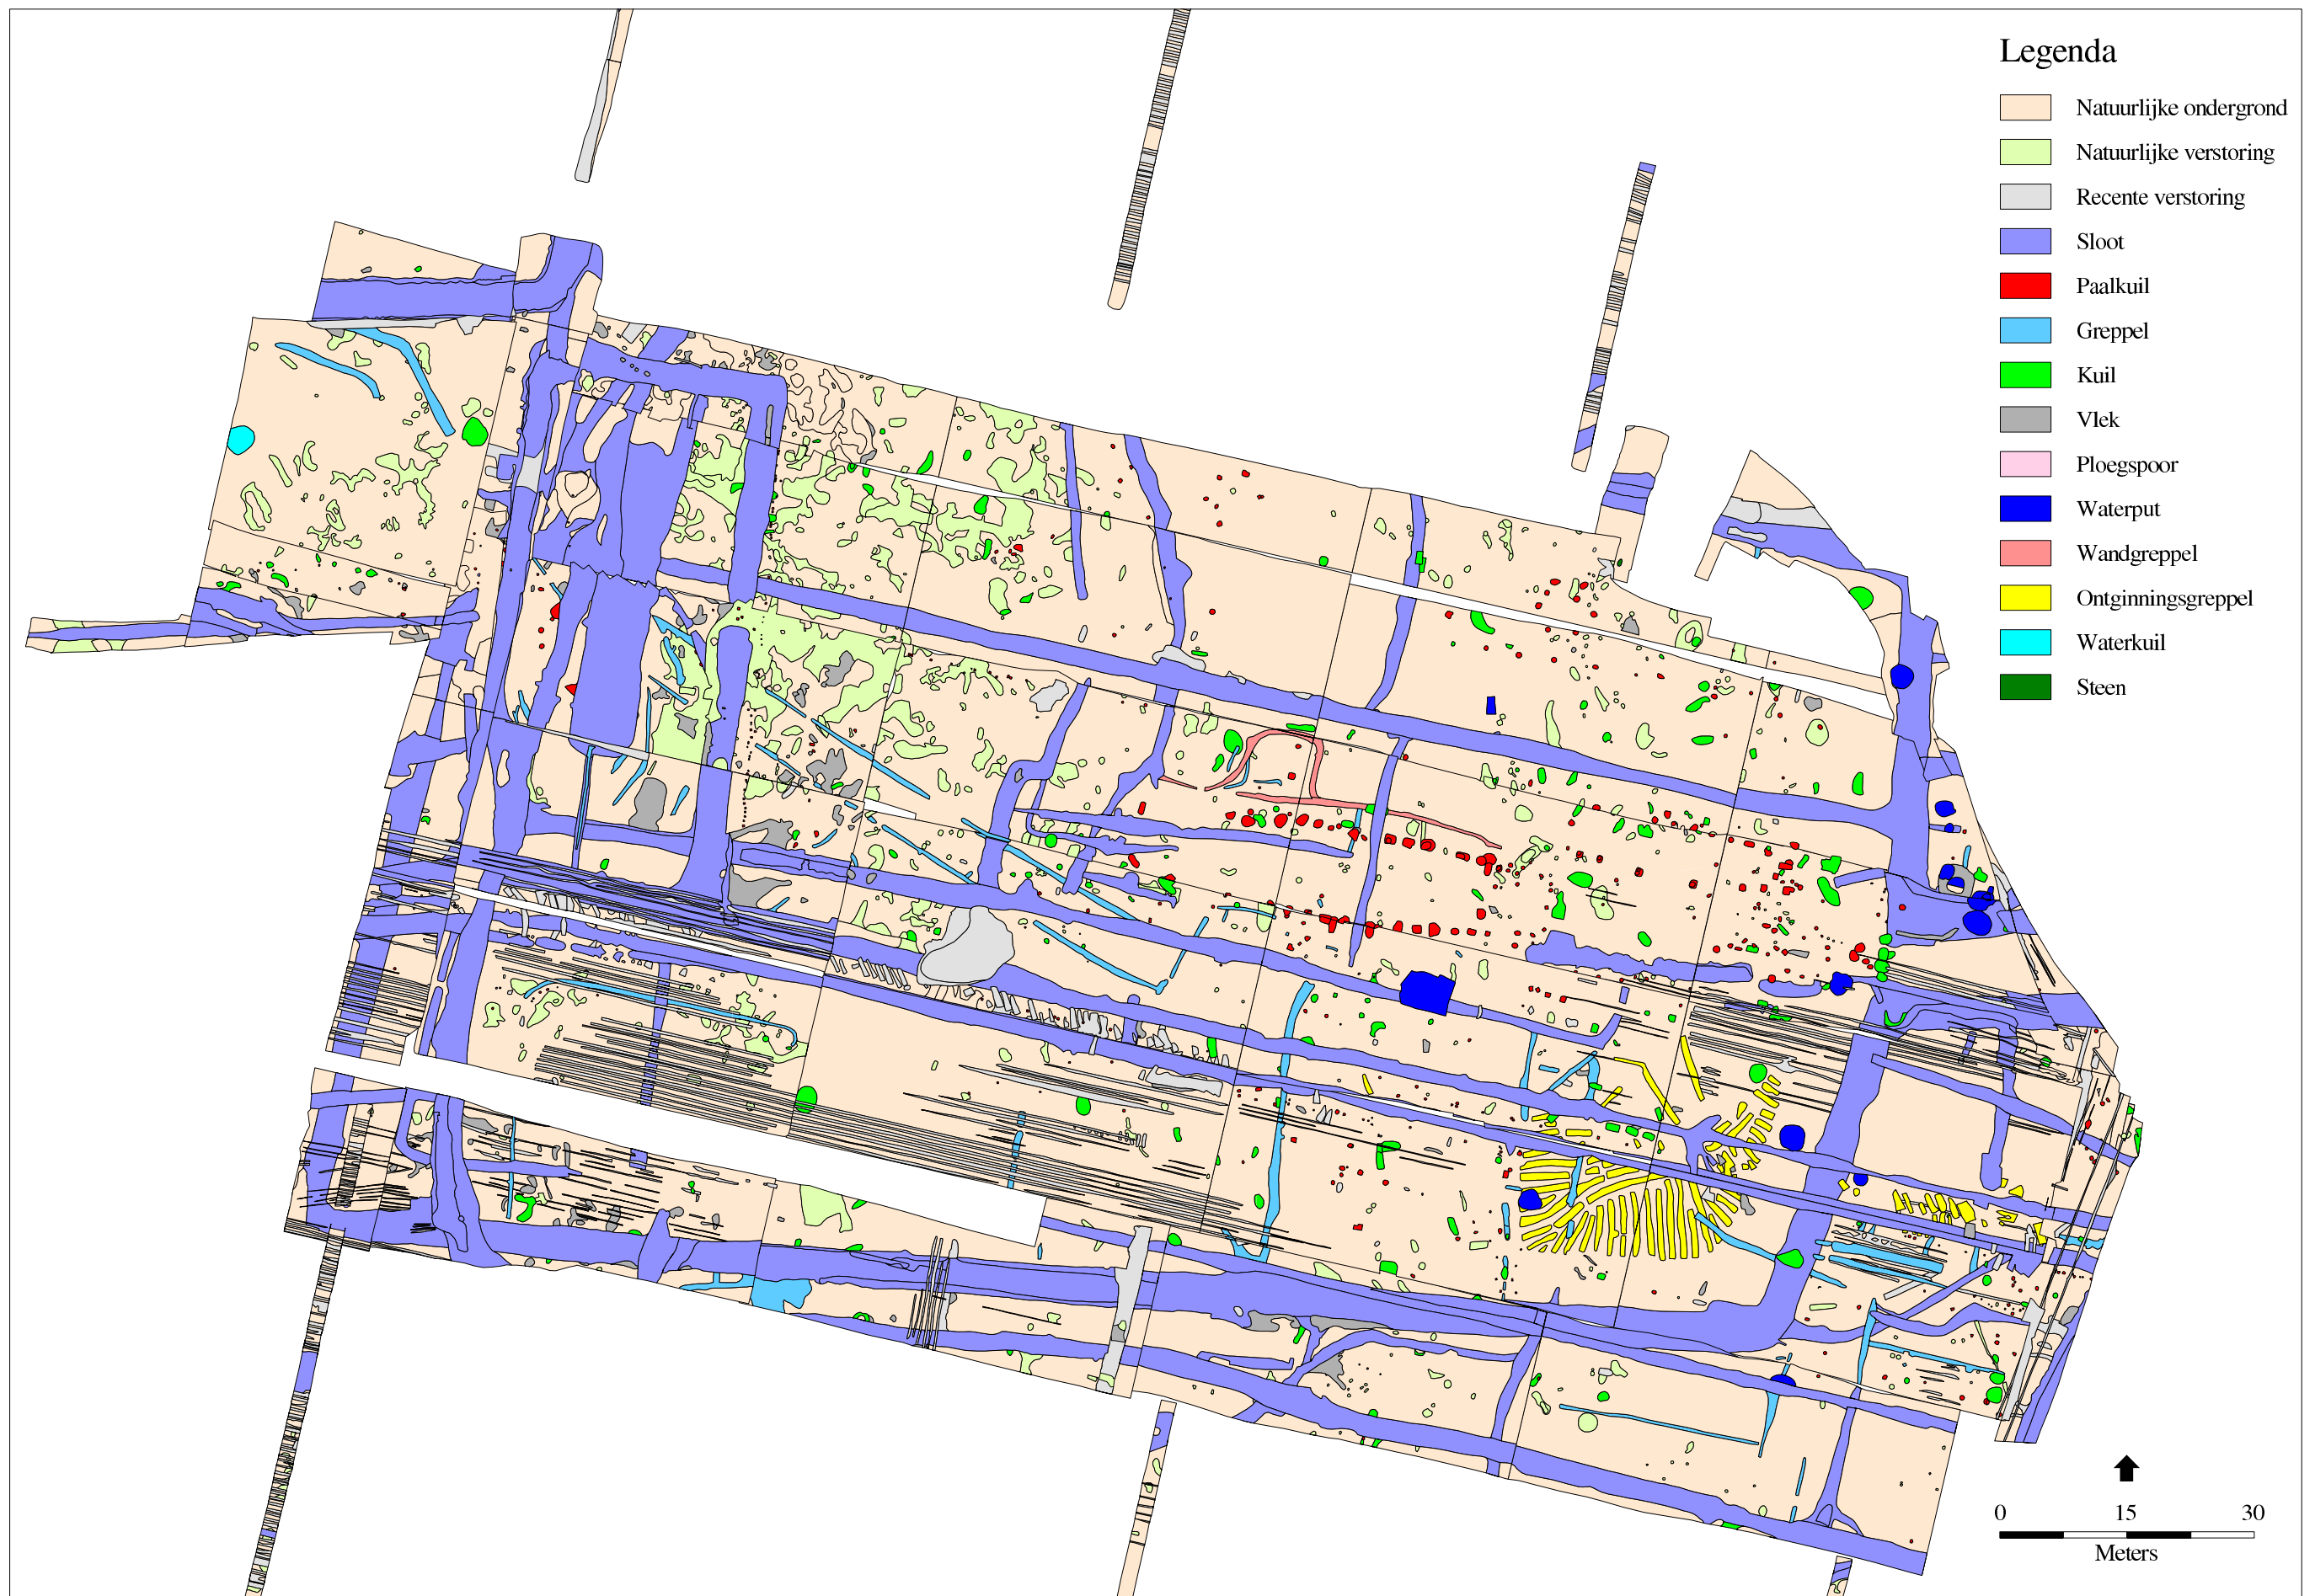 Legenda
Natuurlijke ondergrond
Natuurlijke verstoring
Recente verstoring
Sloot
Paalkuil
Greppel
Kuil
Vlek
Ploegspoor
Waterput
Wandgreppel
Ontginningsgreppel
Waterkuil
Steen
0 15 30
Meters